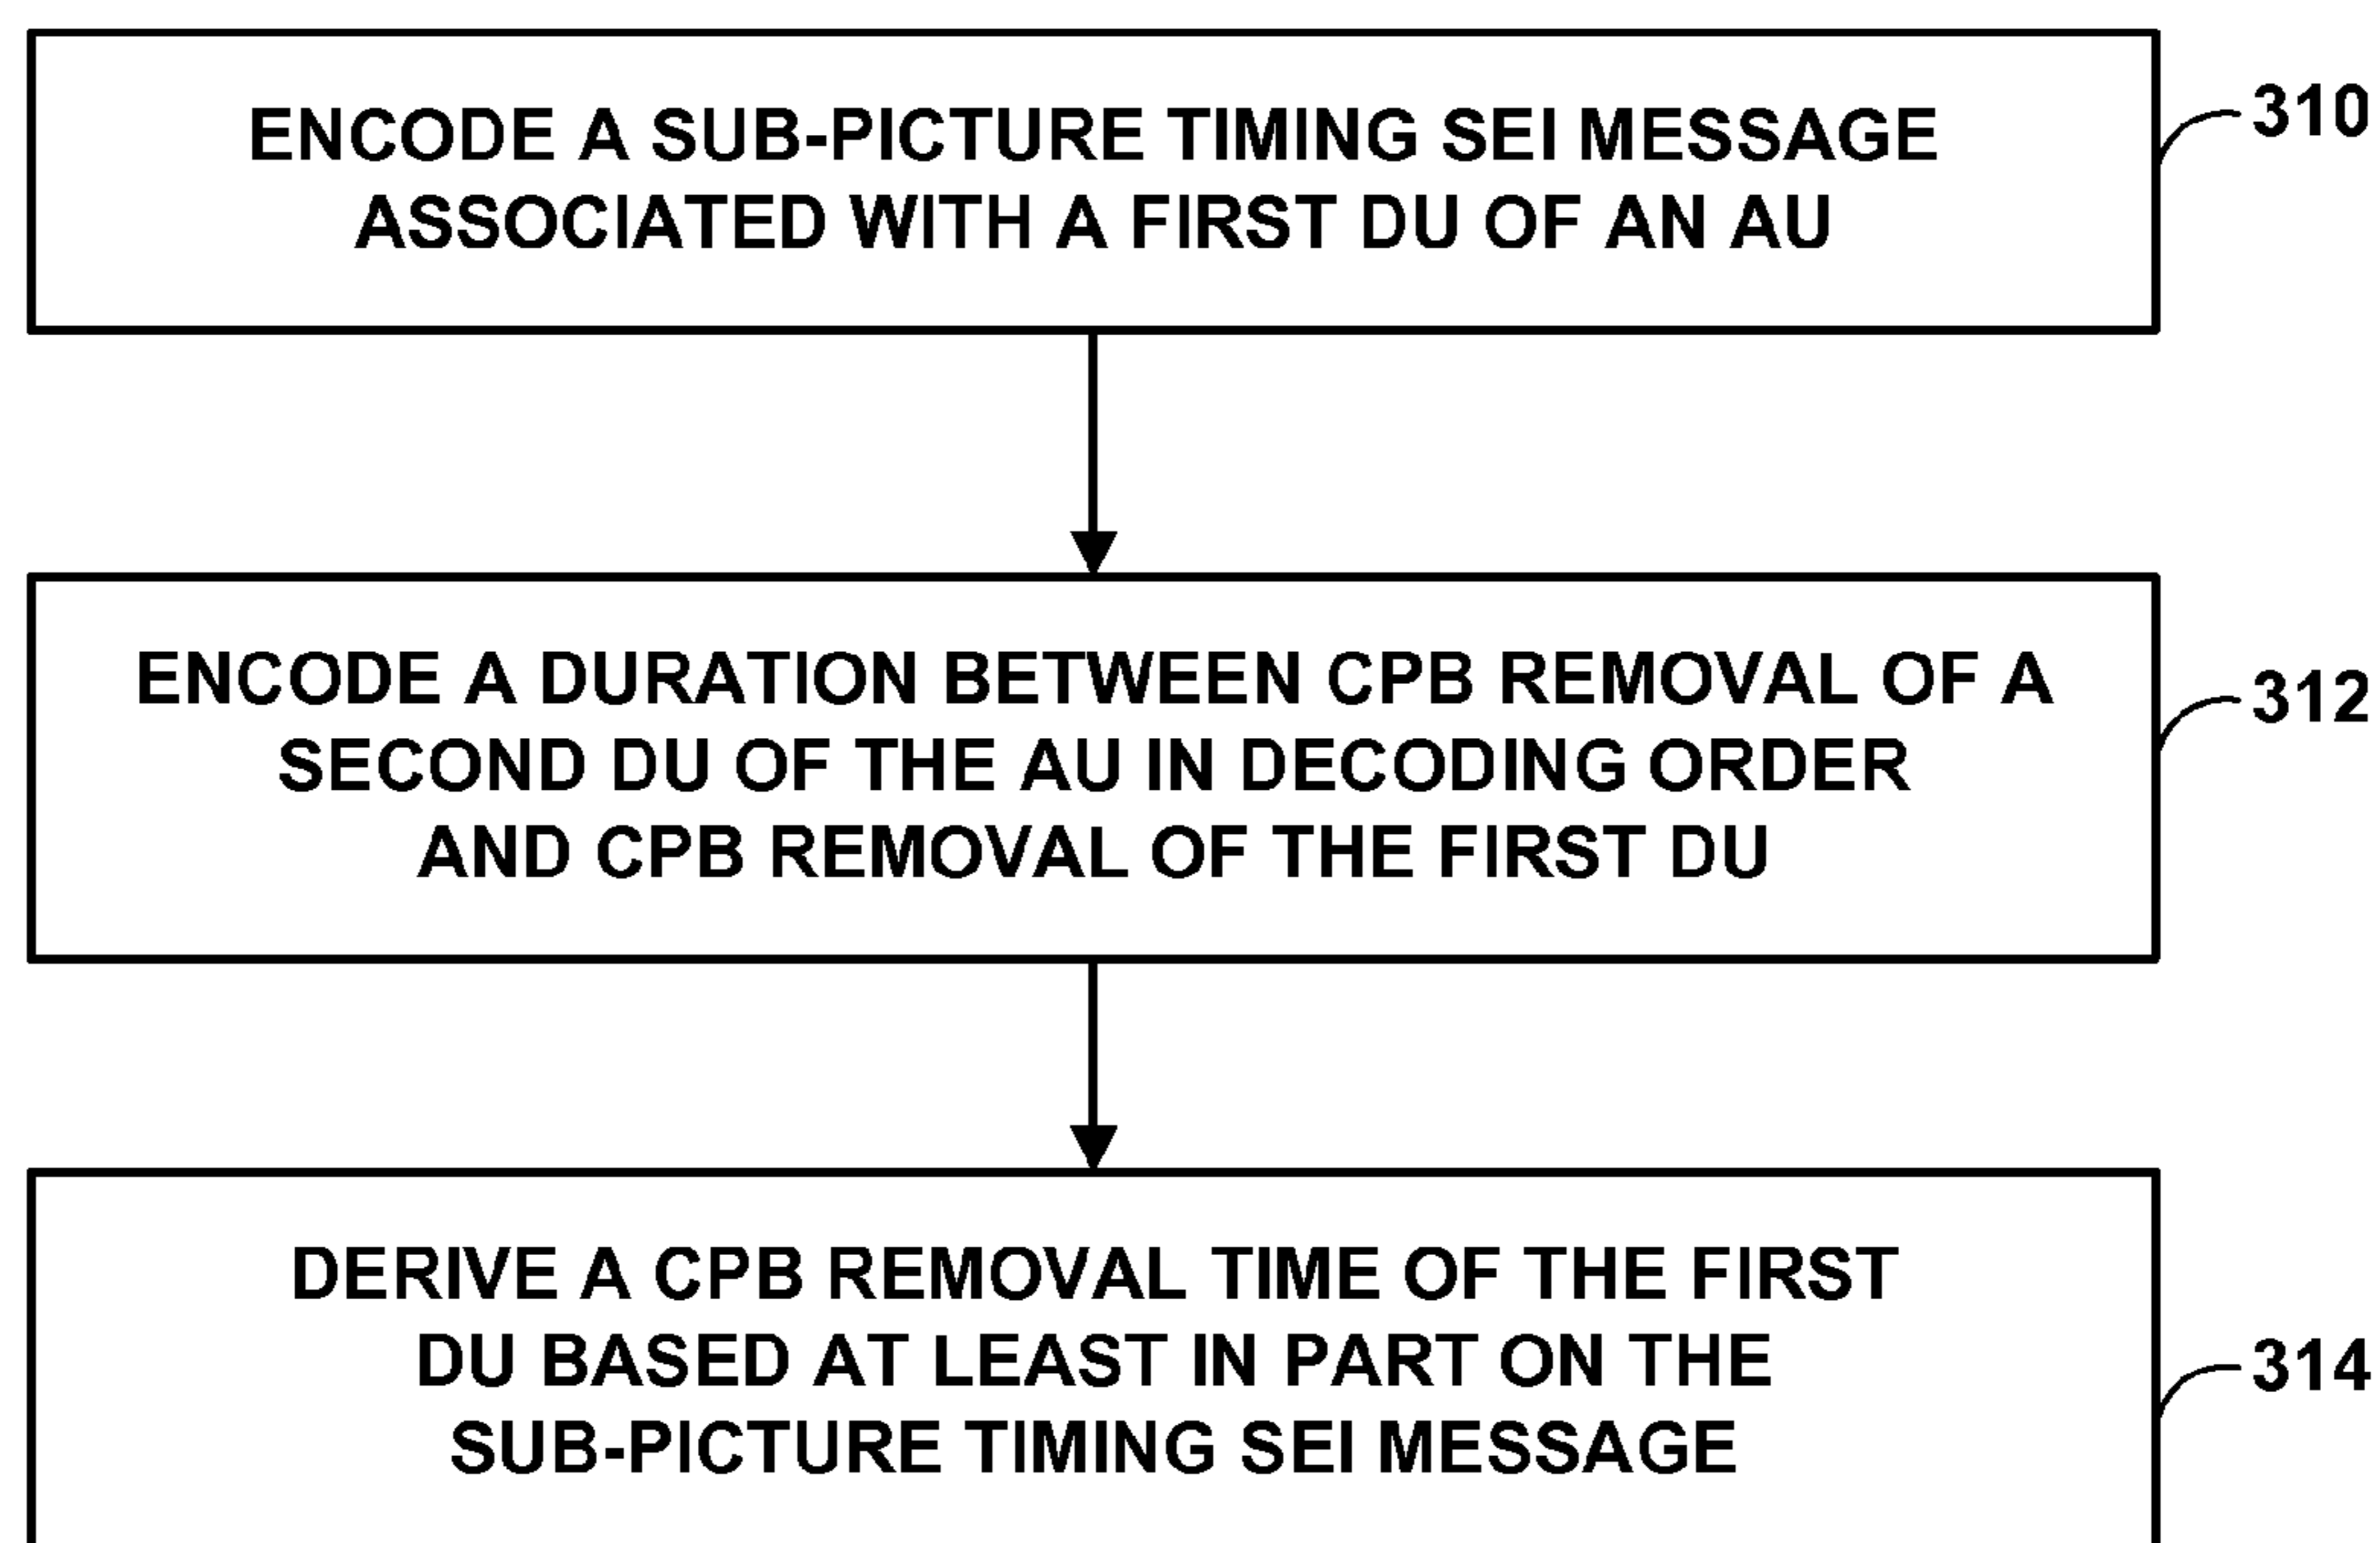 ENCODE A SUB-PICTURE TIMING SEI MESSAGE
ASSOCIATED WITH A FIRST DU OF AN AU
310
ENCODE A DURATION BETWEEN CPB REMOVAL OF A
SECOND DU OF THE AU IN DECODING ORDER
AND CPB REMOVAL OF THE FIRST DU
312
DERIVE A CPB REMOVAL TIME OF THE FIRST
DU BASED AT LEAST IN PART ON THE
SUB-PICTURE TIMING SEI MESSAGE
314